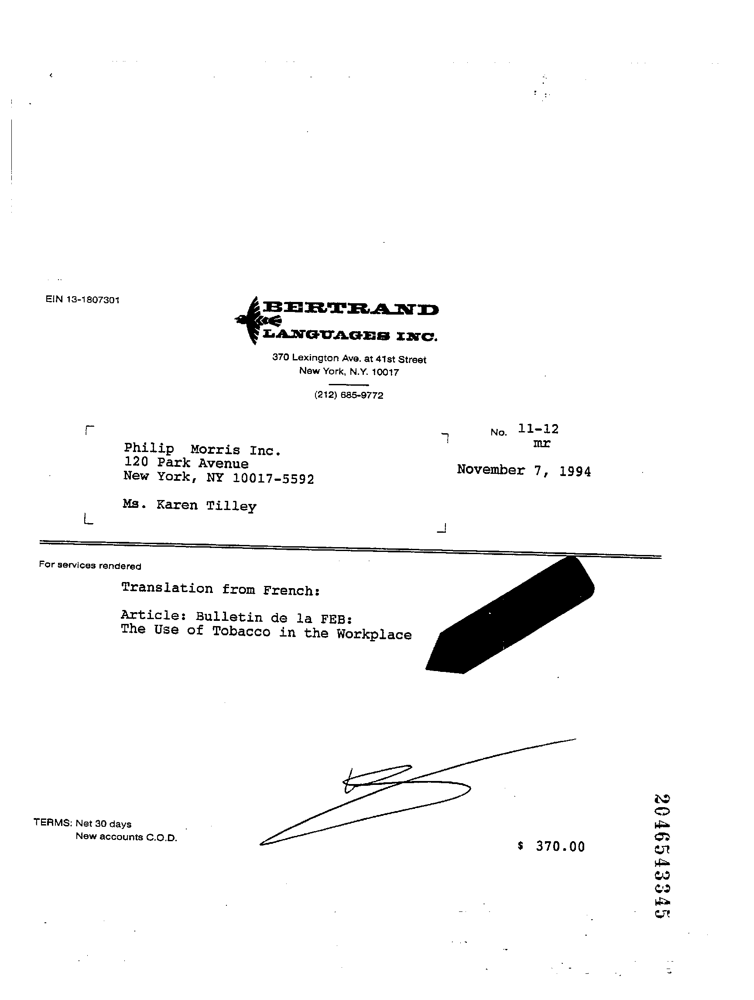 EIN 13-1807301
BERTRAND
LANGUAGES INC.
370 Lexington Ave. at 41st Street
New York, N.Y. 10017
(212) 685-9772
No. 11-12
mr
Philip Morris Inc.
120 Park Avenue
New York, NY 10017-5592
November 7, 1994
Ms. Karen Tilley
For services rendered
Translation from French:
Article: Bulletin de la FEB:
The Use of Tobacco in the Workplace
TERMS: Net 30 days
New accounts C.O.D.
$ 370.00
2046543345